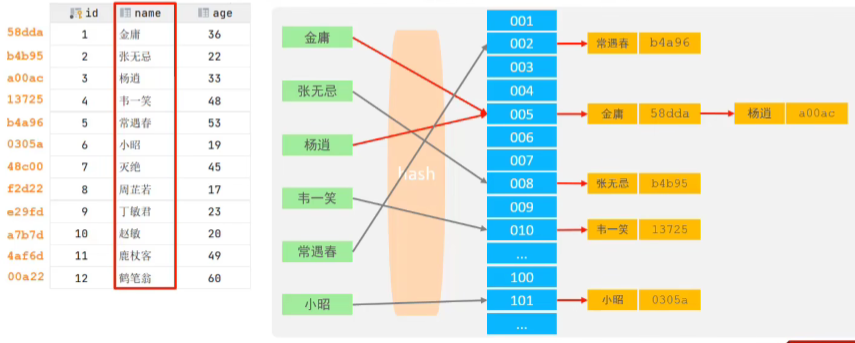 id name age
58dda 1 金庸 36
b4b95 2 张无忌 22
a00ac 3 杨逍 33
13725 4 韦一笑 48
b4a96 5 常遇春 53
0305a 6 小昭 19
48c00 7 灭绝 45
f2d22 8 周芷若 17
e29fd 9 丁敏君 23
a7b7d 10 赵敏 20
4af6d 11 鹿杖客 49
00a22 12 鹤笔翁 60
金庸
张无忌
杨逍
韦一笑
常遇春
小昭
hash
001
002
003
004
005
006
007
008
009
010
...
100
101
...
常遇春 b4a96
金庸 58dda 杨逍 a00ac
张无忌 b4b95
韦一笑 13725
小昭 0305a